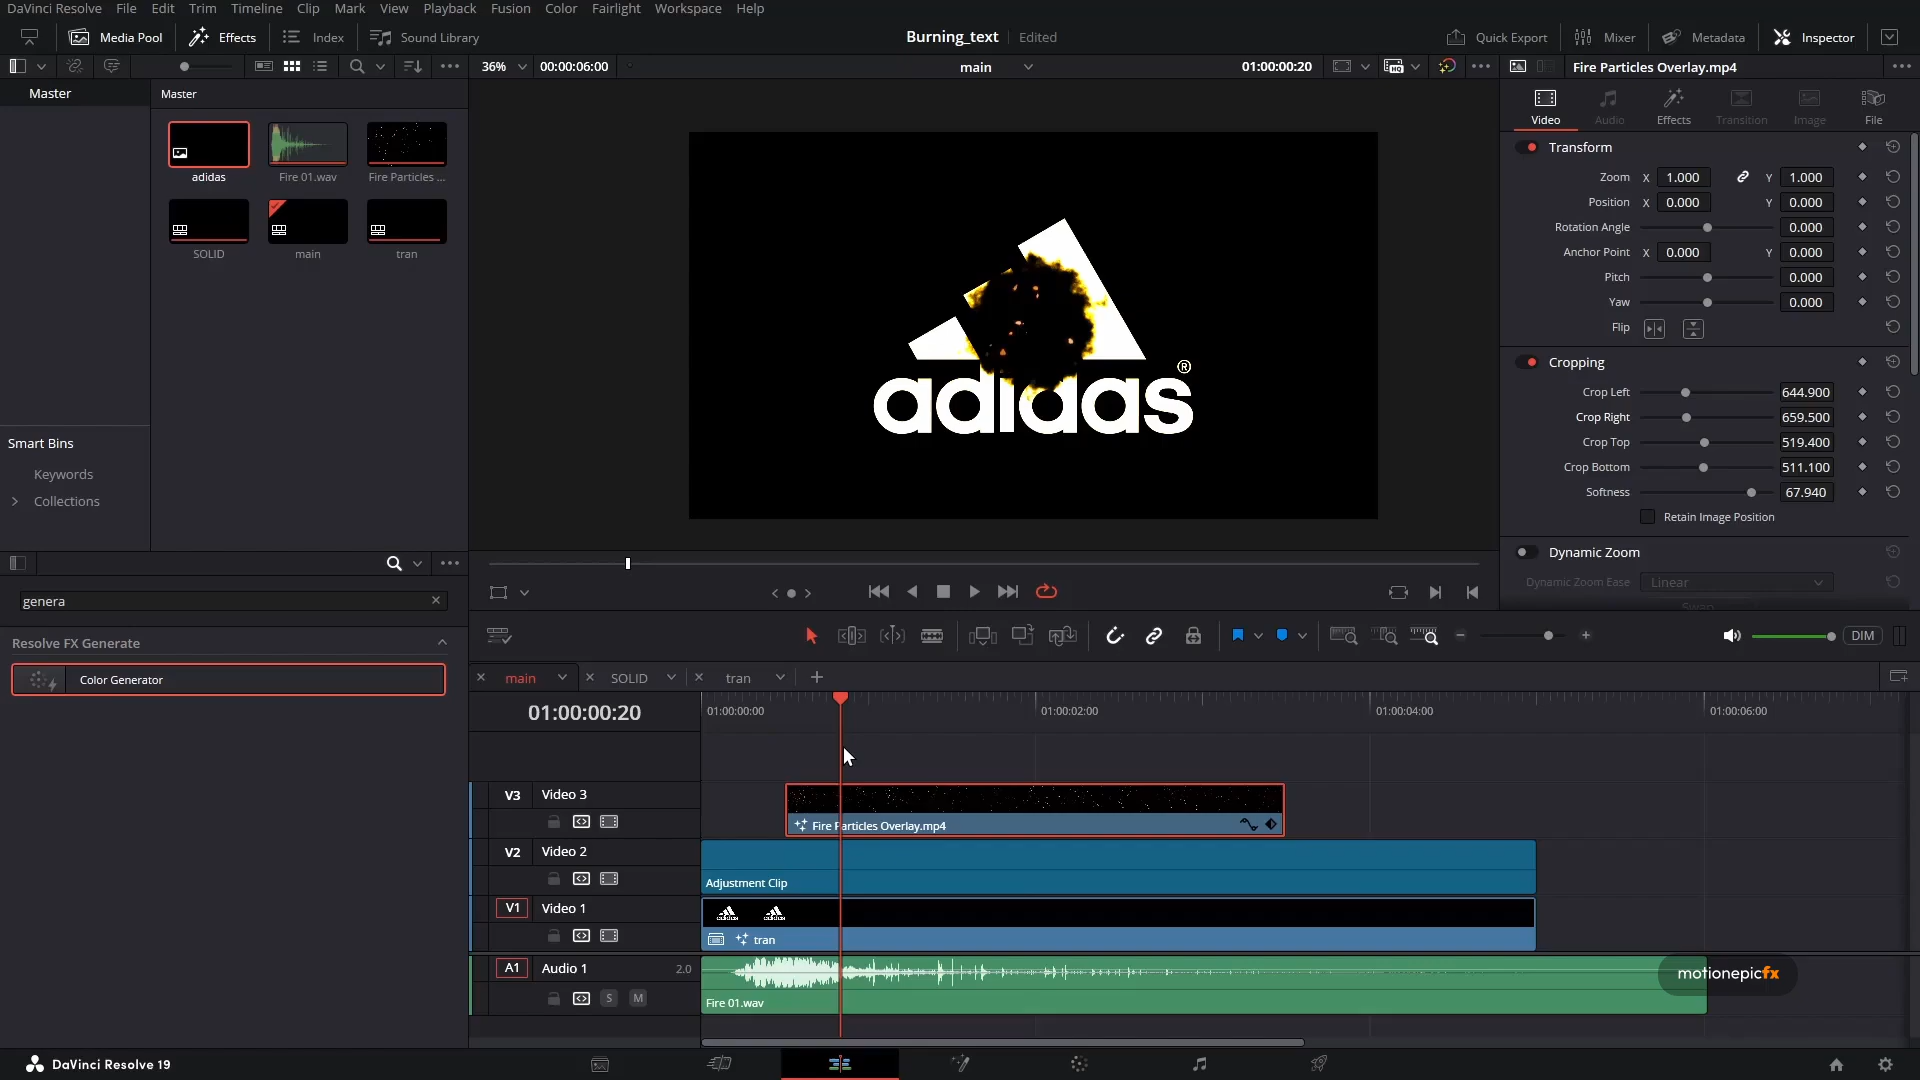 DaVinci Resolve File Edit Trim Timeline Clip Mark View Playback Fusion Color Fairlight Workspace Help
Media Pool Effects Index Sound Library Burning_text Edited Quick Export Mixer Metadata Inspector
36% 00:00:06:00 main 01:00:00:20 Fire Particles Overlay.mp4
Master Master
Video Audio Effects Transition Image File
adidas Fire 01.wav Fire Particles ...
SOLID main tran
Transform
Zoom X 1.000 Y 1.000
Position X 0.000 Y 0.000
Rotation Angle 0.000
Anchor Point X 0.000 Y 0.000
Pitch 0.000
Yaw 0.000
Flip
Cropping
Crop Left 644.900
Crop Right 659.500
Crop Top 519.400
Crop Bottom 511.100
Softness 67.940
Retain Image Position
Dynamic Zoom
Dynamic Zoom Ease Linear
Swap
adidas ®
Smart Bins
Keywords
Collections
genera
Resolve FX Generate
Color Generator
DIM
main SOLID tran
01:00:00:20 01:00:00:00 01:00:02:00 01:00:04:00 01:00:06:00
V3 Video 3
Fire Particles Overlay.mp4
V2 Video 2
Adjustment Clip
V1 Video 1
adidas adidas
tran
A1 Audio 1 2.0
S M
Fire 01.wav
motionepicfx
DaVinci Resolve 19